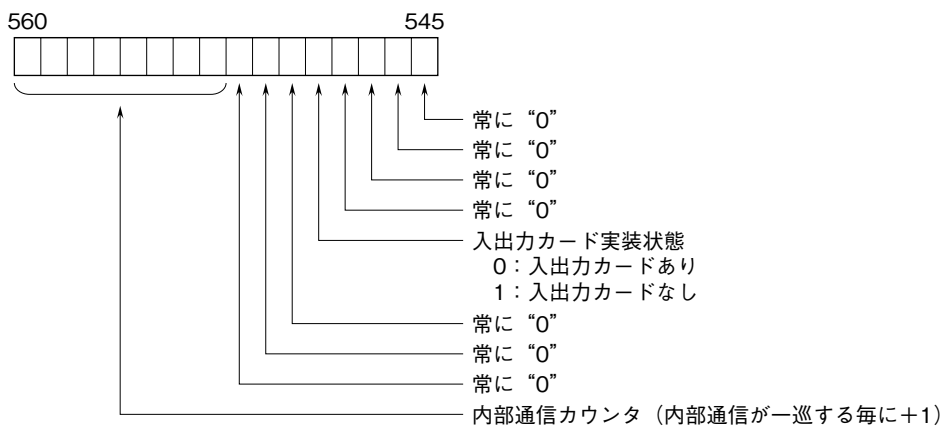 560 545
常に “0”
常に “0”
常に “0”
常に “0”
入出力カード実装状態
0：入出力カードあり
1：入出力カードなし
常に “0”
常に “0”
常に “0”
内部通信カウンタ（内部通信が一巡する毎に＋1）